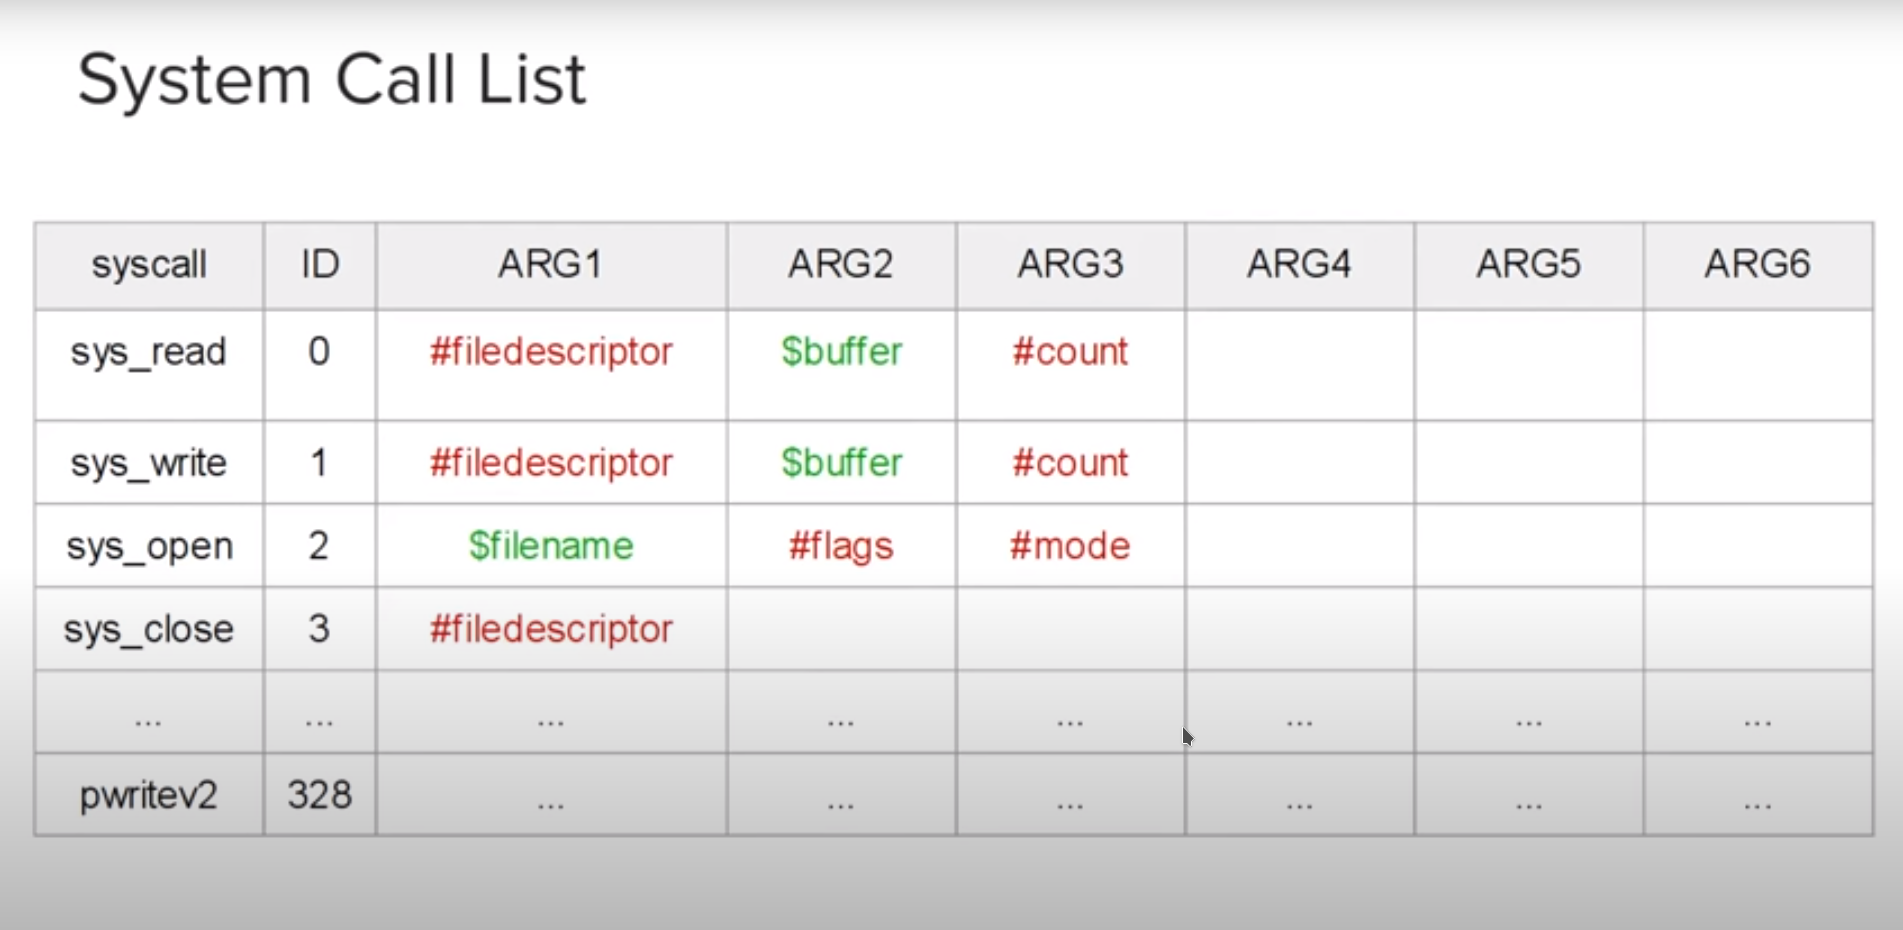 System Call List
syscall ID ARG1 ARG2 ARG3 ARG4 ARG5 ARG6
sys_read 0 #filedescriptor $buffer #count
sys_write 1 #filedescriptor $buffer #count
sys_open 2 $filename #flags #mode
sys_close 3 #filedescriptor
... ... ... ... ... ... ... ...
pwritev2 328 ... ... ... ... ... ...